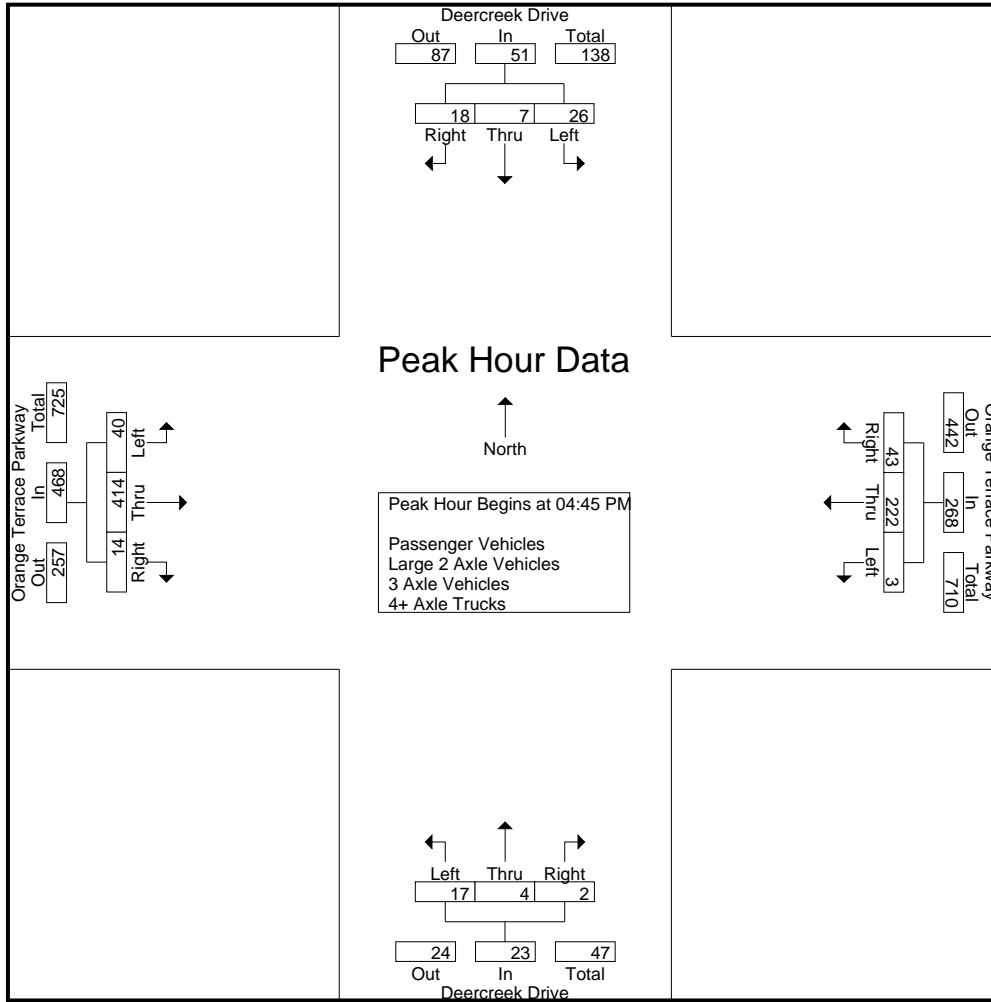 Deercreek Drive
Out In Total
87 51 138
18 7 26
Right Thru Left
Peak Hour Data
North
Peak Hour Begins at 04:45 PM
Passenger Vehicles
Large 2 Axle Vehicles
3 Axle Vehicles
4+ Axle Trucks
Orange Terrace Parkway
Out In Total
257 468 725
14 414 40
Right Thru Left
Orange Terrace Parkway
Out In Total
442 268 710
43 222 3
Right Thru Left
Left Thru Right
17 4 2
24 23 47
Out In Total
Deercreek Drive